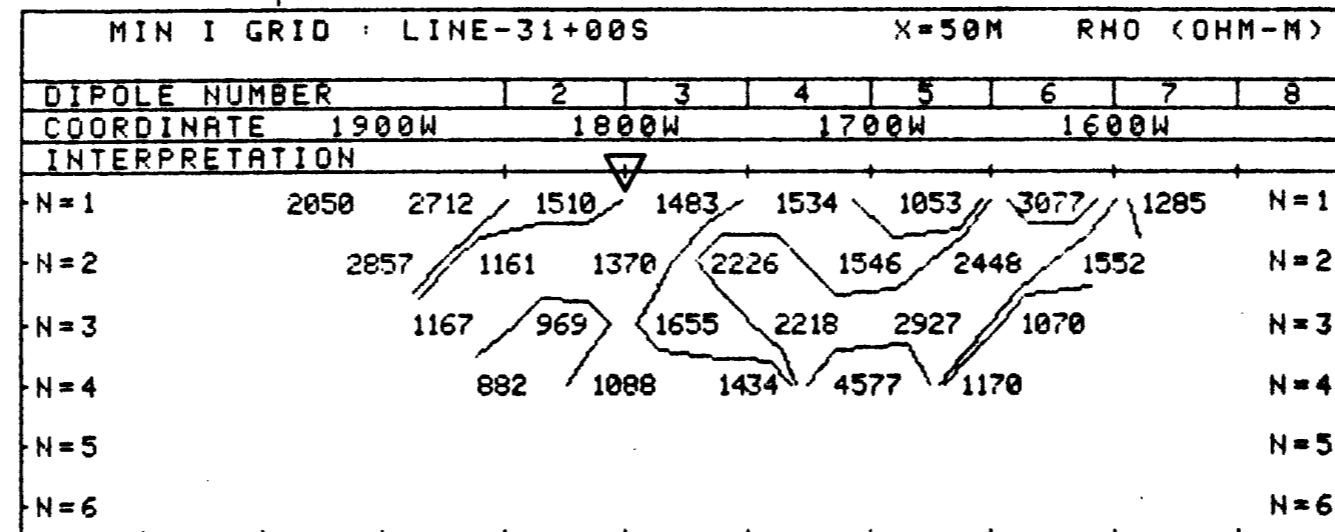 MIN I GRID : LINE-31+00S X=50M RHO (OHM-M)
DIPOLE NUMBER 2 3 4 5 6 7 8
COORDINATE 1900W 1800W 1700W 1600W
INTERPRETATION
N=1 2050 2712 1510 1483 1534 1053 3077 1285 N=1
N=2 2857 1161 1370 2226 1546 2448 1552 N=2
N=3 1167 969 1655 2218 2927 1070 N=3
N=4 882 1088 1434 4577 1170 N=4
N=5 N=5
N=6 N=6